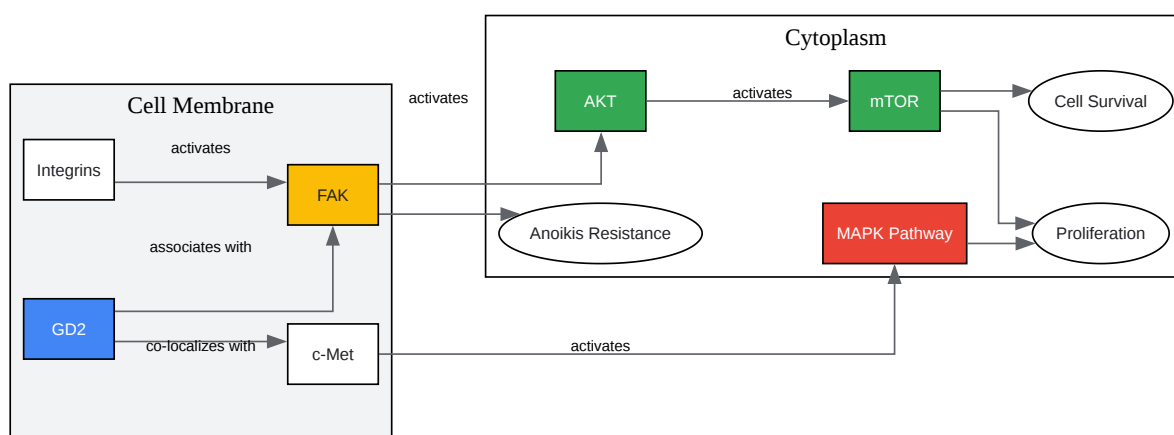 Cytoplasm
Cell Membrane
activates
AKT
activates
mTOR
Cell Survival
Integrins
activates
FAK
associates with
Anoikis Resistance
MAPK Pathway
Proliferation
GD2
co-localizes with
c-Met
activates